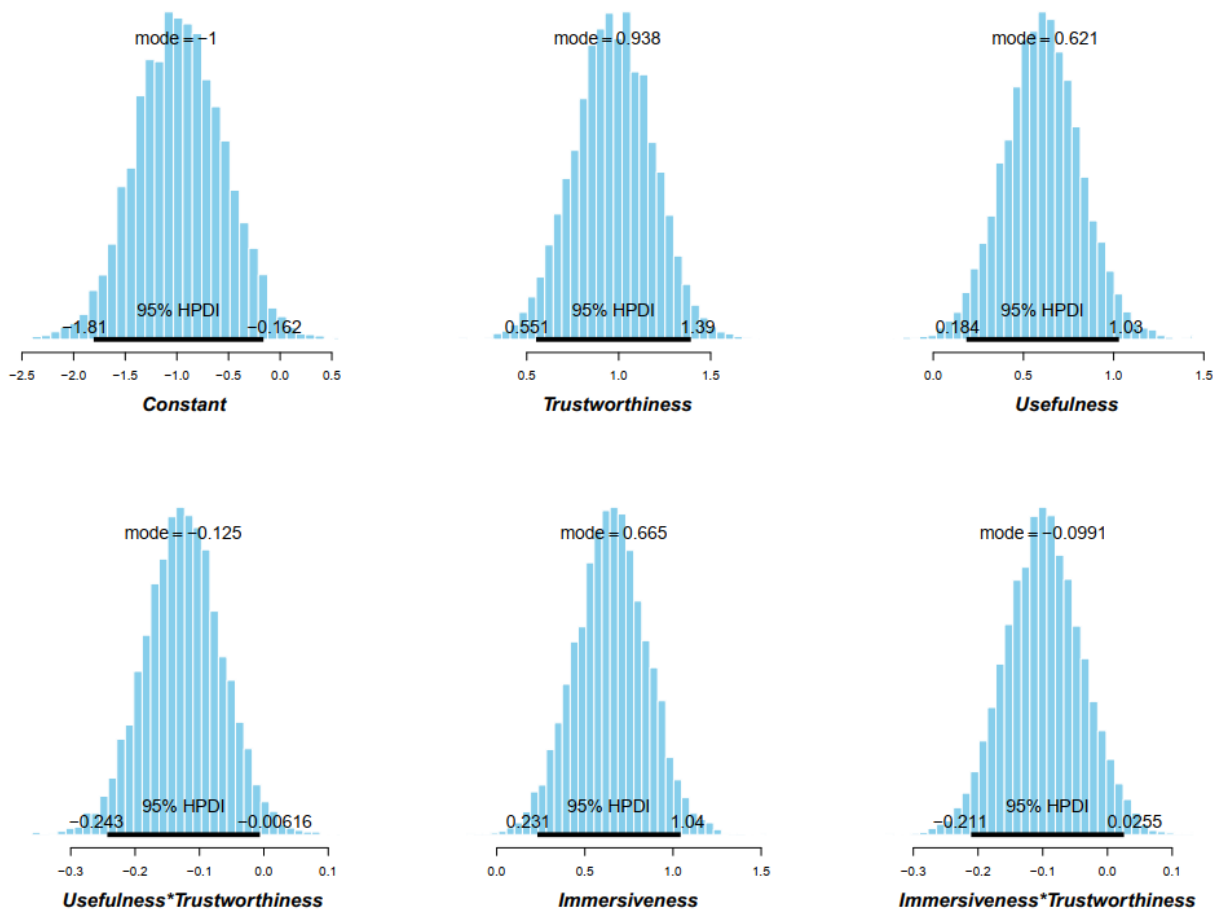 mode = −1
95% HPDI
−1.81 −0.162
−2.5 −2.0 −1.5 −1.0 −0.5 0.0 0.5
Constant
mode = 0.938
95% HPDI
0.551 1.39
0.5 1.0 1.5
Trustworthiness
mode = 0.621
95% HPDI
0.184 1.03
0.0 0.5 1.0 1.5
Usefulness
mode = −0.125
95% HPDI
−0.243 −0.00616
−0.3 −0.2 −0.1 0.0 0.1
Usefulness*Trustworthiness
mode = 0.665
95% HPDI
0.231 1.04
0.0 0.5 1.0 1.5
Immersiveness
mode = −0.0991
95% HPDI
−0.211 0.0255
−0.3 −0.2 −0.1 0.0 0.1
Immersiveness*Trustworthiness